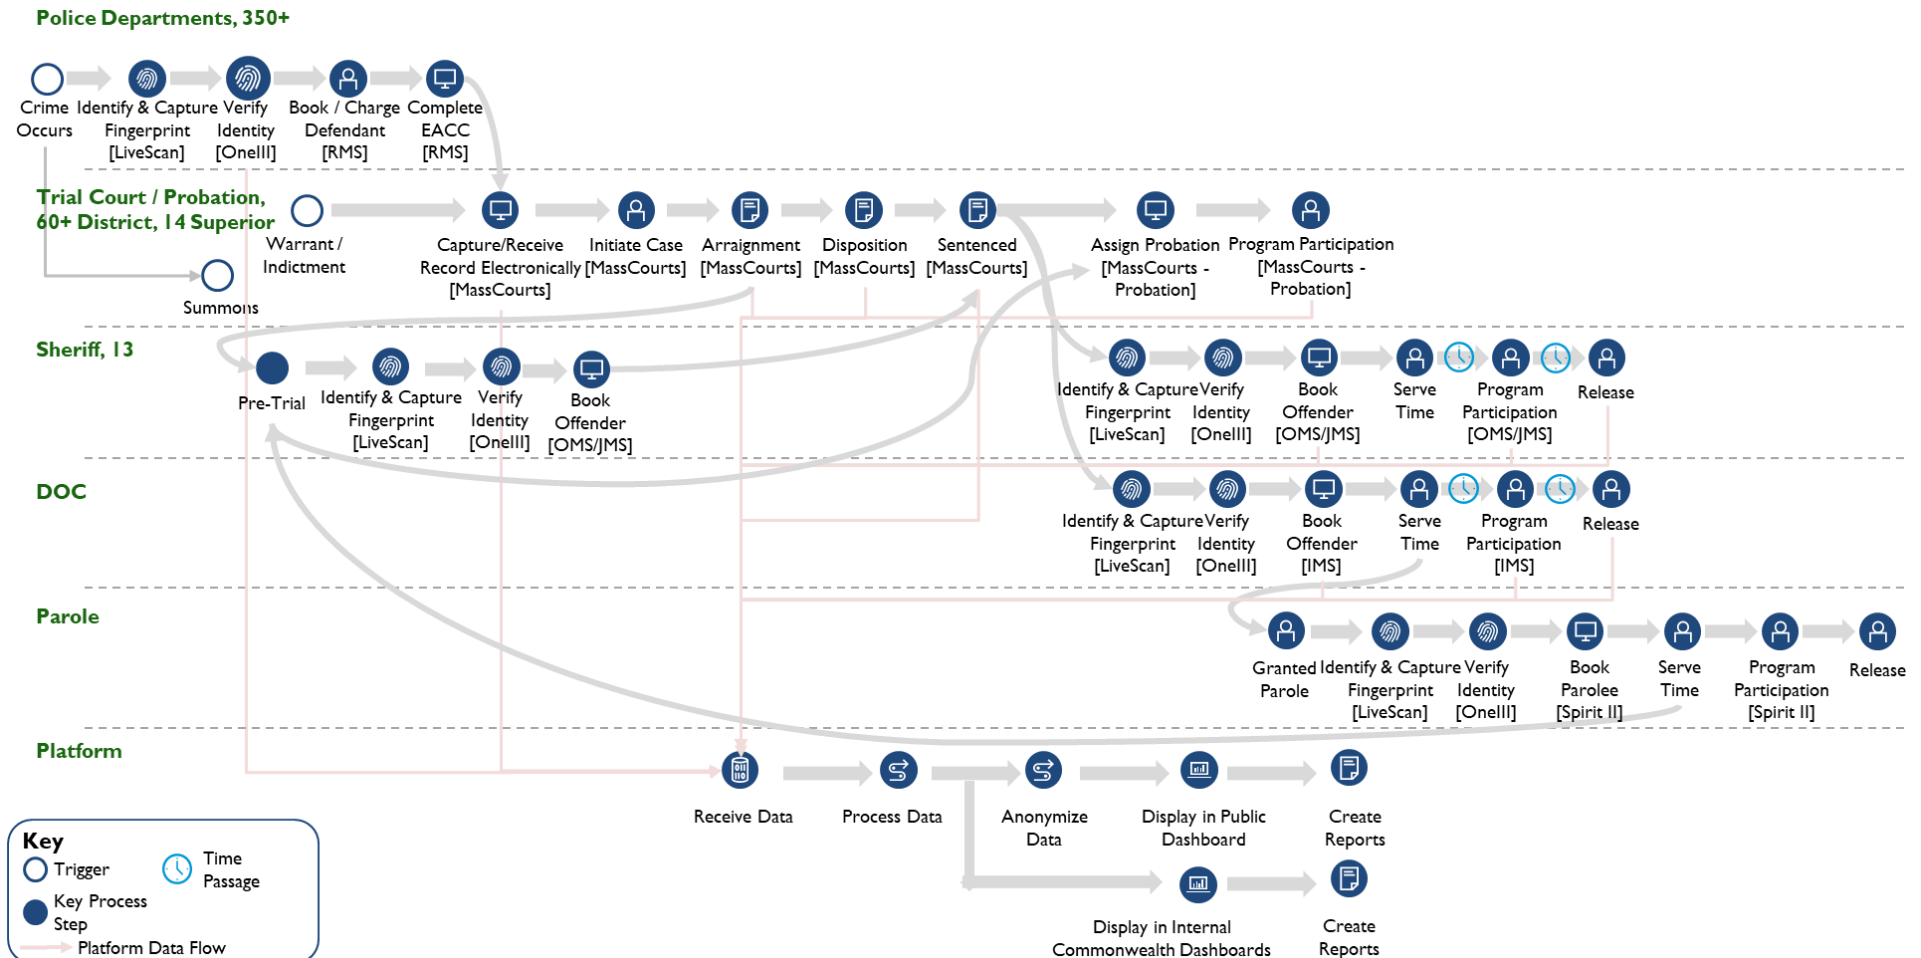 Police Departments, 350+
Crime
Occurs
Identify & Capture
Fingerprint
[LiveScan]
Verify
Identity
[OneIII]
Book / Charge
Defendant
[RMS]
Complete
EACC
[RMS]
Trial Court / Probation,
60+ District, 14 Superior
Warrant /
Indictment
Summons
Capture/Receive
Record Electronically
[MassCourts]
Initiate Case
[MassCourts]
Arraignment
[MassCourts]
Disposition
[MassCourts]
Sentenced
[MassCourts]
Assign Probation
[MassCourts -
Probation]
Program Participation
[MassCourts -
Probation]
Sheriff, 13
Pre-Trial
Identify & Capture
Fingerprint
[LiveScan]
Verify
Identity
[OneIII]
Book
Offender
[OMS/JMS]
Identify & Capture
Fingerprint
[LiveScan]
Verify
Identity
[OneIII]
Book
Offender
[OMS/JMS]
Serve
Time
Program
Participation
[OMS/JMS]
Release
DOC
Identify & Capture
Fingerprint
[LiveScan]
Verify
Identity
[OneIII]
Book
Offender
[IMS]
Serve
Time
Program
Participation
[IMS]
Release
Parole
Granted
Parole
Identify & Capture
Fingerprint
[LiveScan]
Verify
Identity
[OneIII]
Book
Parolee
[Spirit II]
Serve
Time
Program
Participation
[Spirit II]
Release
Platform
Receive Data
Process Data
Anonymize
Data
Display in Public
Dashboard
Create
Reports
Display in Internal
Commonwealth Dashboards
Create
Reports
Key
Trigger
Time
Passage
Key Process
Step
Platform Data Flow